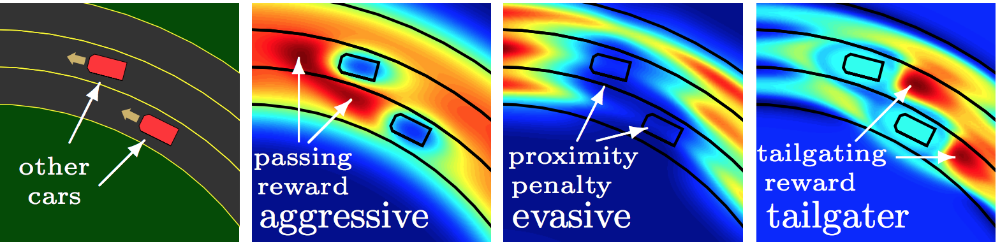 other
cars
passing
reward
aggressive
proximity
penalty
evasive
tailgating
reward
tailgater